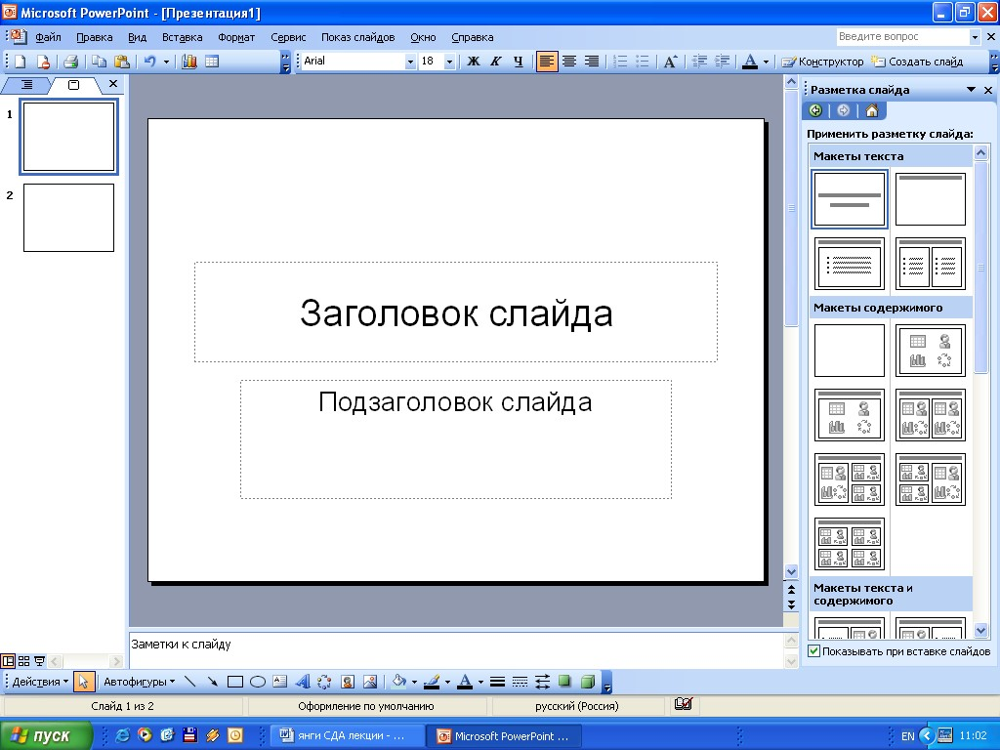 Microsoft PowerPoint - [Презентация1]
Файл Правка Вид Вставка Формат Сервис Показ слайдов Окно Справка Введите вопрос
Arial 18 Ж К Ч А А Конструктор Создать слайд
Разметка слайда
Применить разметку слайда:
Макеты текста
1
2
Заголовок слайда
Подзаголовок слайда
Макеты содержимого
Макеты текста и
содержимого
Заметки к слайду
Показывать при вставке слайдов
Действия Автофигуры А
Слайд 1 из 2 Оформление по умолчанию русский (Россия)
пуск янги СДА лекции - ... Microsoft PowerPoint ... EN 11:02